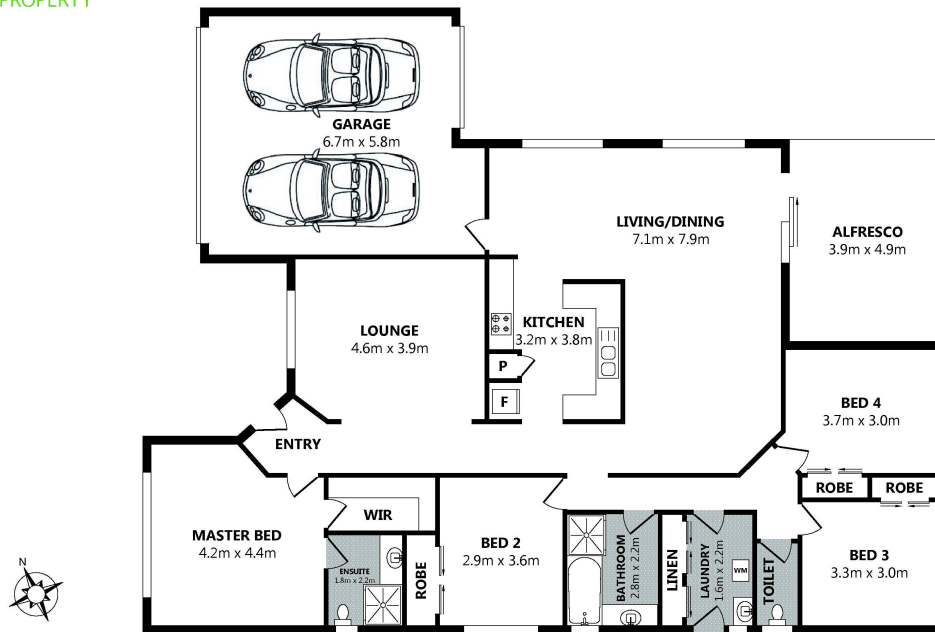 PROPERTY
GARAGE
6.7m x 5.8m
LIVING/DINING
7.1m x 7.9m
ALFRESCO
3.9m x 4.9m
LOUNGE
4.6m x 3.9m
KITCHEN
3.2m x 3.8m
P
F
BED 4
3.7m x 3.0m
ENTRY
ROBE
ROBE
WIR
MASTER BED
4.2m x 4.4m
ENSUITE
1.8m x 2.2m
ROBE
BED 2
2.9m x 3.6m
BATHROOM
2.8m x 2.2m
LINEN
LAUNDRY
1.6m x 2.2m
WM
TOILET
BED 3
3.3m x 3.0m
N